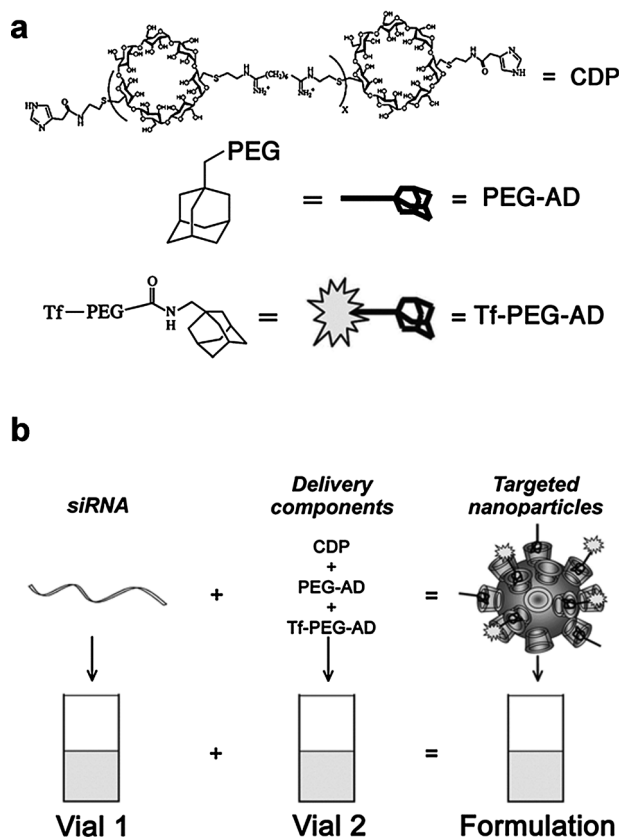 a
= CDP
PEG
= = PEG-AD
Tf—PEG
O
N
H
= = Tf-PEG-AD
b
siRNA
Delivery
components
Targeted
nanoparticles
CDP
+
PEG-AD
+
Tf-PEG-AD
+ =
+ =
Vial 1
Vial 2
Formulation